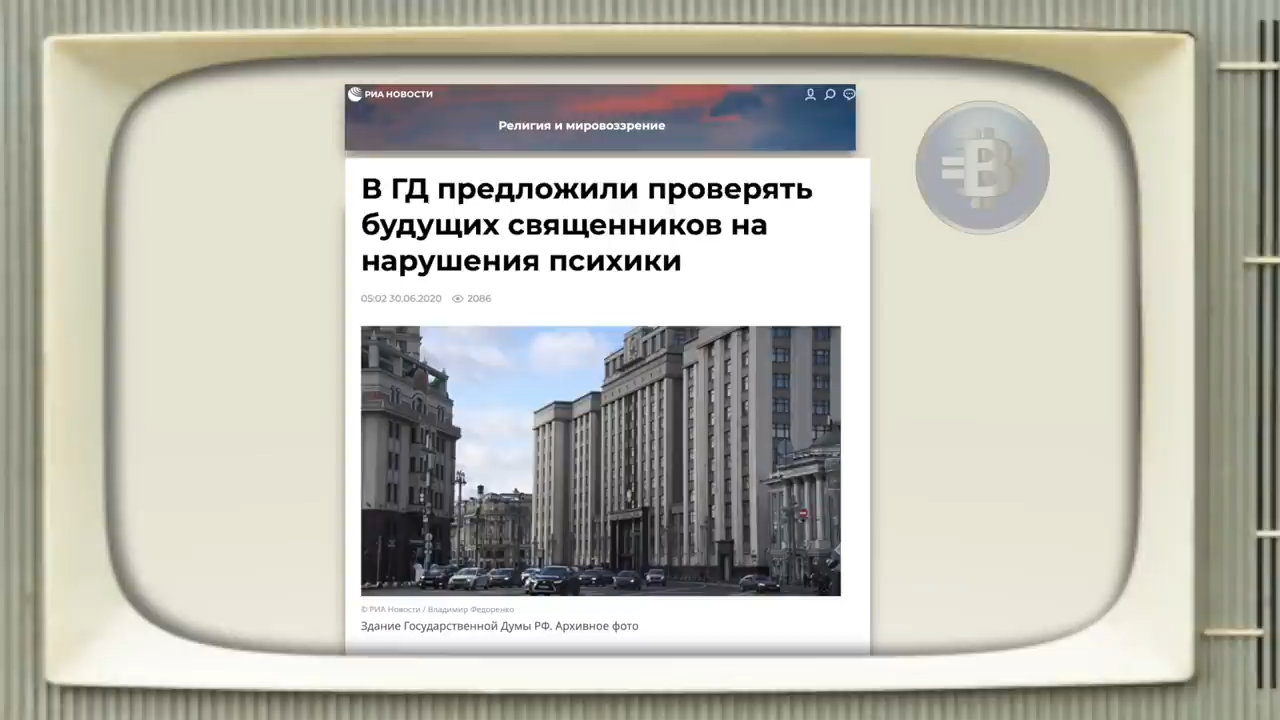 РИА НОВОСТИ
Религия и мировоззрение
В ГД предложили проверять
будущих священников на
нарушения психики
05:02 30.06.2020 2086
© РИА Новости / Владимир Федоренко
Здание Государственной Думы РФ. Архивное фото